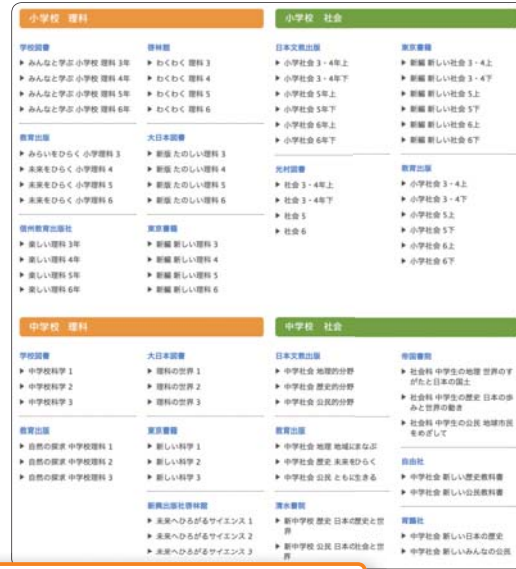 小学校 理科
学校図書
▶ みんなと学ぶ 小学校 理科 3年
▶ みんなと学ぶ 小学校 理科 4年
▶ みんなと学ぶ 小学校 理科 5年
▶ みんなと学ぶ 小学校 理科 6年
啓林館
▶ わくわく 理科 3
▶ わくわく 理科 4
▶ わくわく 理科 5
▶ わくわく 理科 6
教育出版
▶ みらいをひらく 小学理科 3
▶ 未来をひらく 小学理科 4
▶ 未来をひらく 小学理科 5
▶ 未来をひらく 小学理科 6
大日本図書
▶ 新版 たのしい理科 3
▶ 新版 たのしい理科 4
▶ 新版 たのしい理科 5
▶ 新版 たのしい理科 6
信州教育出版社
▶ 楽しい理科 3年
▶ 楽しい理科 4年
▶ 楽しい理科 5年
▶ 楽しい理科 6年
東京書籍
▶ 新編 新しい理科 3
▶ 新編 新しい理科 4
▶ 新編 新しい理科 5
▶ 新編 新しい理科 6
小学校 社会
日本文教出版
▶ 小学社会 3・4年上
▶ 小学社会 3・4年下
▶ 小学社会 5年上
▶ 小学社会 5年下
▶ 小学社会 6年上
▶ 小学社会 6年下
東京書籍
▶ 新編 新しい社会 3・4上
▶ 新編 新しい社会 3・4下
▶ 新編 新しい社会 5上
▶ 新編 新しい社会 5下
▶ 新編 新しい社会 6上
▶ 新編 新しい社会 6下
光村図書
▶ 社会 3・4年上
▶ 社会 3・4年下
▶ 社会 5
▶ 社会 6
教育出版
▶ 小学社会 3・4上
▶ 小学社会 3・4下
▶ 小学社会 5上
▶ 小学社会 5下
▶ 小学社会 6上
▶ 小学社会 6下
中学校 理科
学校図書
▶ 中学校科学 1
▶ 中学校科学 2
▶ 中学校科学 3
大日本図書
▶ 理科の世界 1
▶ 理科の世界 2
▶ 理科の世界 3
教育出版
▶ 自然の探求 中学校理科 1
▶ 自然の探求 中学校理科 2
▶ 自然の探求 中学校理科 3
東京書籍
▶ 新しい科学 1
▶ 新しい科学 2
▶ 新しい科学 3
新興出版社啓林館
▶ 未来へひろがるサイエンス 1
▶ 未来へひろがるサイエンス 2
▶ 未来へひろがるサイエンス 3
中学校 社会
日本文教出版
▶ 中学社会 地理的分野
▶ 中学社会 歴史的分野
▶ 中学社会 公民的分野
帝国書院
▶ 社会科 中学生の地理 世界のす
がたと日本の国土
▶ 社会科 中学生の歴史 日本の歩
みと世界の動き
▶ 社会科 中学生の公民 地球市民
をめざして
教育出版
▶ 中学社会 地理 地域にまなぶ
▶ 中学社会 歴史 未来をひらく
▶ 中学社会 公民 ともに生きる
自由社
▶ 中学社会 新しい歴史教科書
▶ 中学社会 新しい公民教科書
清水書院
▶ 新中学校 歴史 日本の歴史と世
界
▶ 新中学校 公民 日本の社会と世
界
育鵬社
▶ 中学社会 新しい日本の歴史
▶ 中学社会 新しいみんなの公民